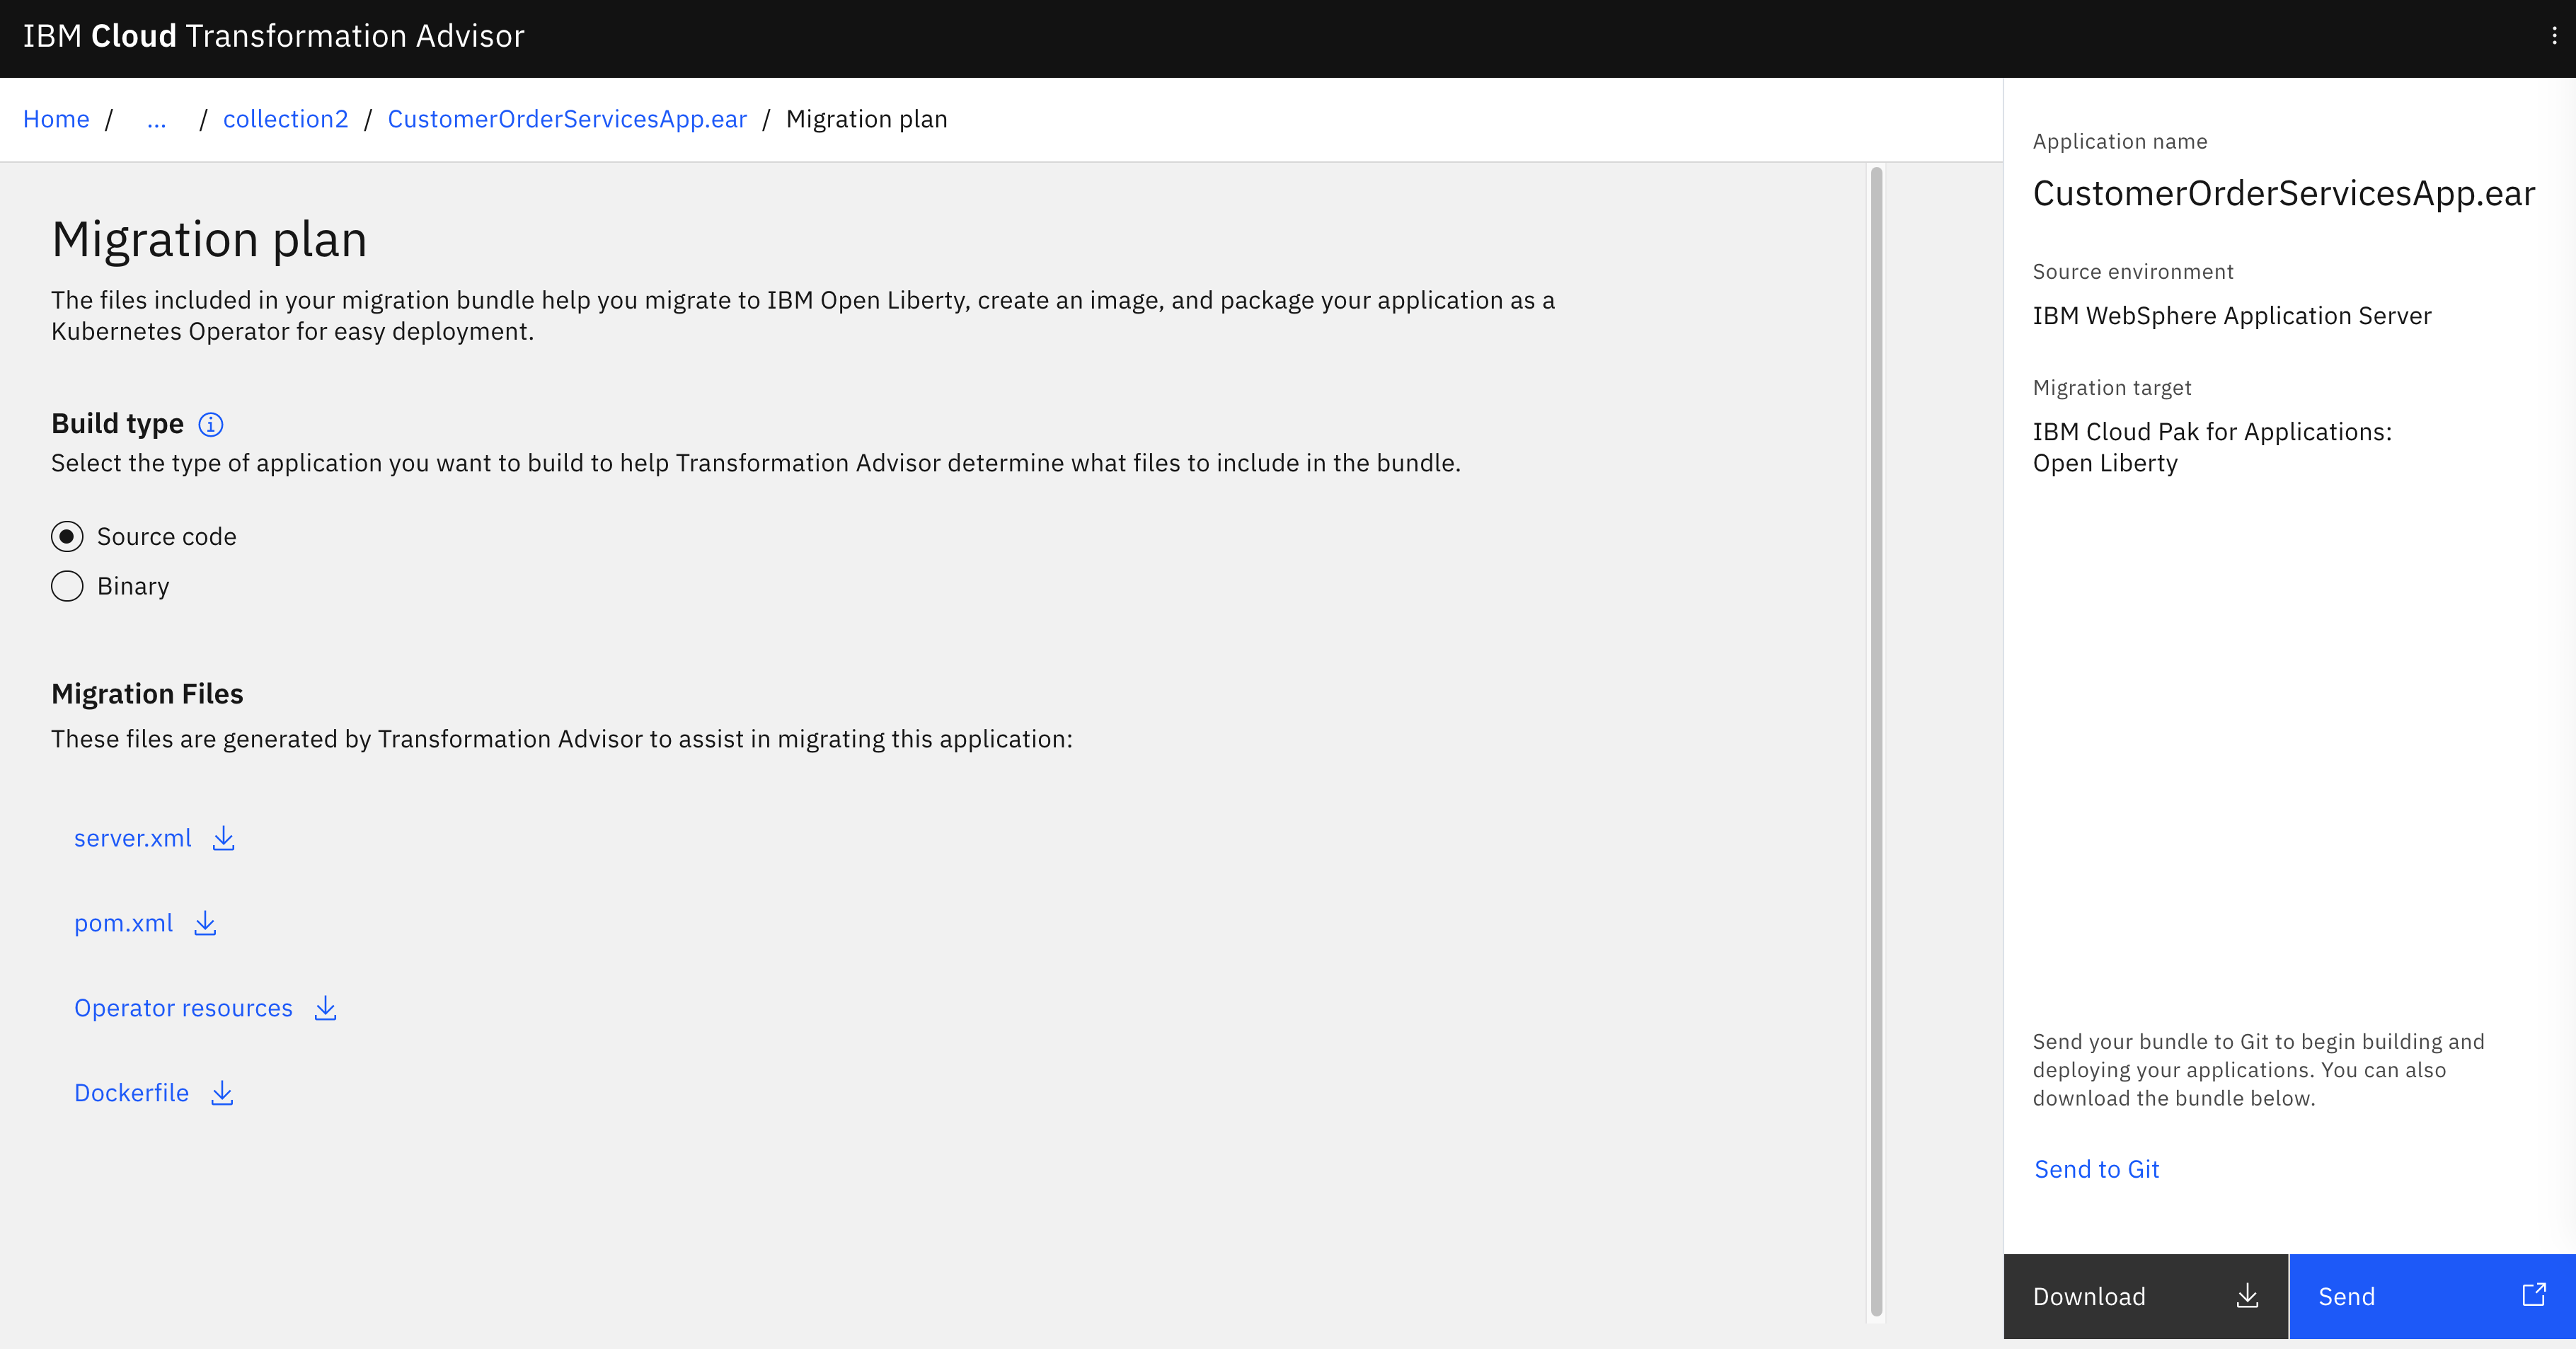 IBM Cloud Transformation Advisor
Home / ... / collection2 / CustomerOrderServicesApp.ear / Migration plan
Migration plan
The files included in your migration bundle help you migrate to IBM Open Liberty, create an image, and package your application as a
Kubernetes Operator for easy deployment.
Build type
Select the type of application you want to build to help Transformation Advisor determine what files to include in the bundle.
Source code
Binary
Migration Files
These files are generated by Transformation Advisor to assist in migrating this application:
server.xml
pom.xml
Operator resources
Dockerfile
Application name
CustomerOrderServicesApp.ear
Source environment
IBM WebSphere Application Server
Migration target
IBM Cloud Pak for Applications:
Open Liberty
Send your bundle to Git to begin building and
deploying your applications. You can also
download the bundle below.
Send to Git
Download
Send